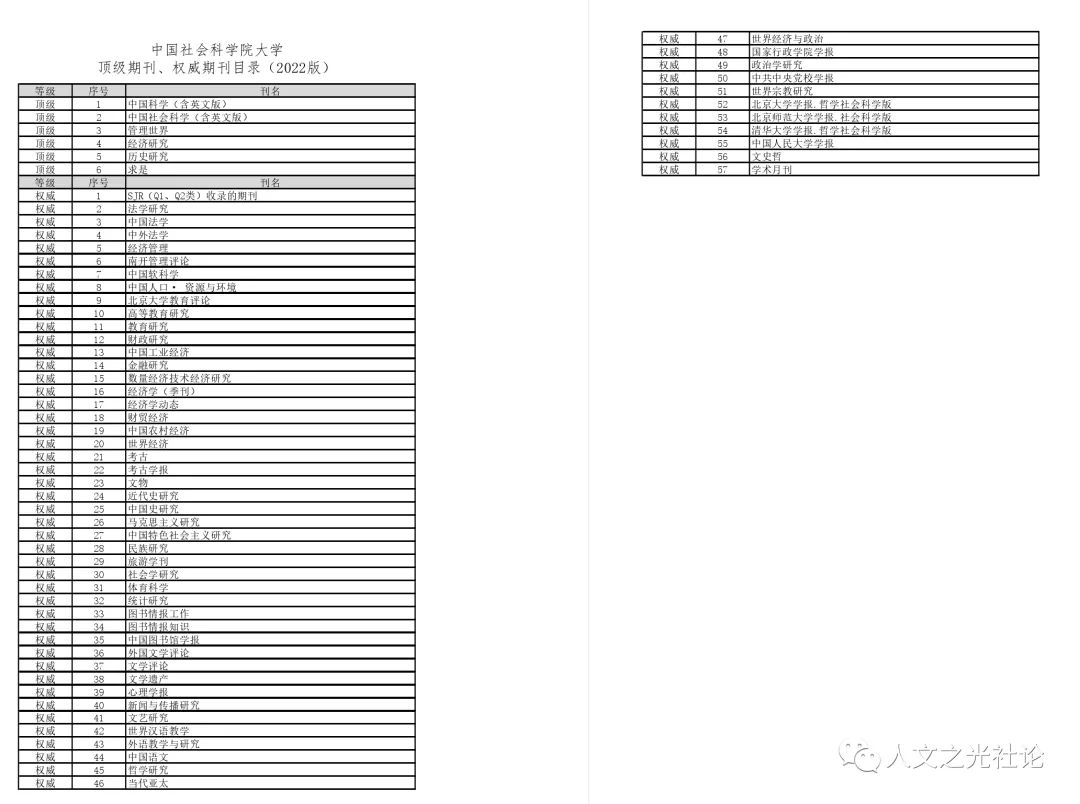 中国社会科学院大学
顶级期刊、权威期刊目录（2022版）
等级 序号 刊名
顶级 1 中国科学（含英文版）
顶级 2 中国社会科学（含英文版）
顶级 3 管理世界
顶级 4 经济研究
顶级 5 历史研究
顶级 6 求是
等级 序号 刊名
权威 1 SJR（Q1、Q2类）收录的期刊
权威 2 法学研究
权威 3 中国法学
权威 4 中外法学
权威 5 经济管理
权威 6 南开管理评论
权威 7 中国软科学
权威 8 中国人口· 资源与环境
权威 9 北京大学教育评论
权威 10 高等教育研究
权威 11 教育研究
权威 12 财政研究
权威 13 中国工业经济
权威 14 金融研究
权威 15 数量经济技术经济研究
权威 16 经济学（季刊）
权威 17 经济学动态
权威 18 财贸经济
权威 19 中国农村经济
权威 20 世界经济
权威 21 考古
权威 22 考古学报
权威 23 文物
权威 24 近代史研究
权威 25 中国史研究
权威 26 马克思主义研究
权威 27 中国特色社会主义研究
权威 28 民族研究
权威 29 旅游学刊
权威 30 社会学研究
权威 31 体育科学
权威 32 统计研究
权威 33 图书情报工作
权威 34 图书情报知识
权威 35 中国图书馆学报
权威 36 外国文学评论
权威 37 文学评论
权威 38 文学遗产
权威 39 心理学报
权威 40 新闻与传播研究
权威 41 文艺研究
权威 42 世界汉语教学
权威 43 外语教学与研究
权威 44 中国语文
权威 45 哲学研究
权威 46 当代亚太
权威 47 世界经济与政治
权威 48 国家行政学院学报
权威 49 政治学研究
权威 50 中共中央党校学报
权威 51 世界宗教研究
权威 52 北京大学学报.哲学社会科学版
权威 53 北京师范大学学报.社会科学版
权威 54 清华大学学报.哲学社会科学版
权威 55 中国人民大学学报
权威 56 文史哲
权威 57 学术月刊
人文之光社论